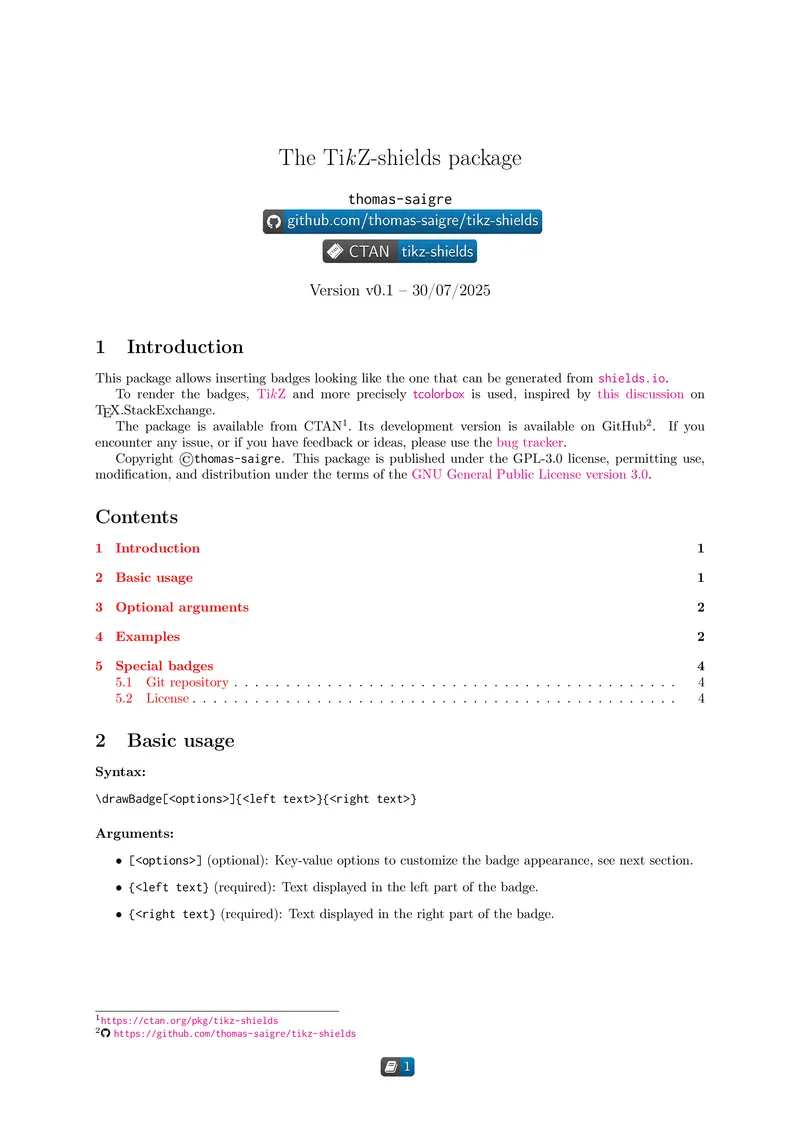 The TikZ-shields package
thomas-saigre
github.com/thomas-saigre/tikz-shields
CTAN tikz-shields
Version v0.1 – 30/07/2025
1 Introduction
This package allows inserting badges looking like the one that can be generated from shields.io.
To render the badges, TikZ and more precisely tcolorbox is used, inspired by this discussion on
TEX.StackExchange.
The package is available from CTAN1. Its development version is available on GitHub2. If you
encounter any issue, or if you have feedback or ideas, please use the bug tracker.
Copyright ©thomas-saigre. This package is published under the GPL-3.0 license, permitting use,
modification, and distribution under the terms of the GNU General Public License version 3.0.
Contents
1 Introduction 1
2 Basic usage 1
3 Optional arguments 2
4 Examples 2
5 Special badges 4
5.1 Git repository . . . . . . . . . . . . . . . . . . . . . . . . . . . . . . . . . . . . . . . . . . . 4
5.2 License . . . . . . . . . . . . . . . . . . . . . . . . . . . . . . . . . . . . . . . . . . . . . . . 4
2 Basic usage
Syntax:
\drawBadge[<options>]{<left text>}{<right text>}
Arguments:
• [<options>] (optional): Key-value options to customize the badge appearance, see next section.
• {<left text} (required): Text displayed in the left part of the badge.
• {<right text} (required): Text displayed in the right part of the badge.
1https://ctan.org/pkg/tikz-shields
2 https://github.com/thomas-saigre/tikz-shields
1